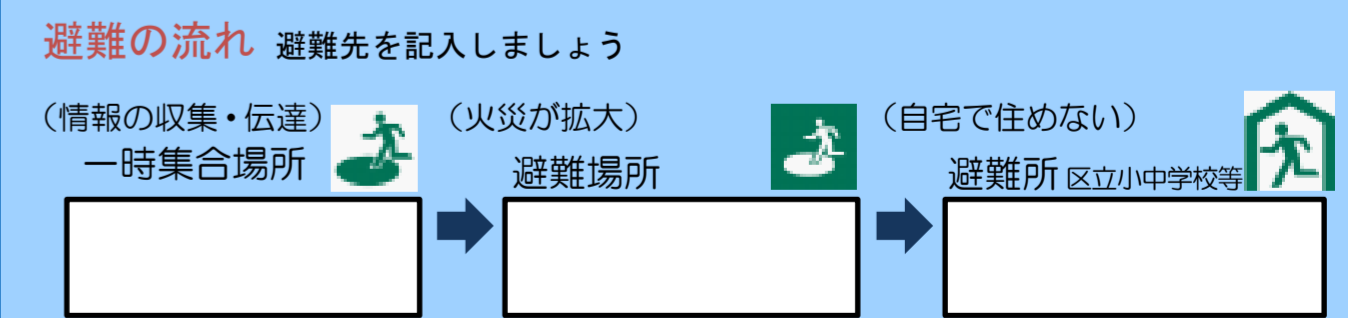 避難の流れ 避難先を記入しましょう
（情報の収集・伝達）
一時集合場所
（火災が拡大）
避難場所
（自宅で住めない）
避難所 区立小中学校等